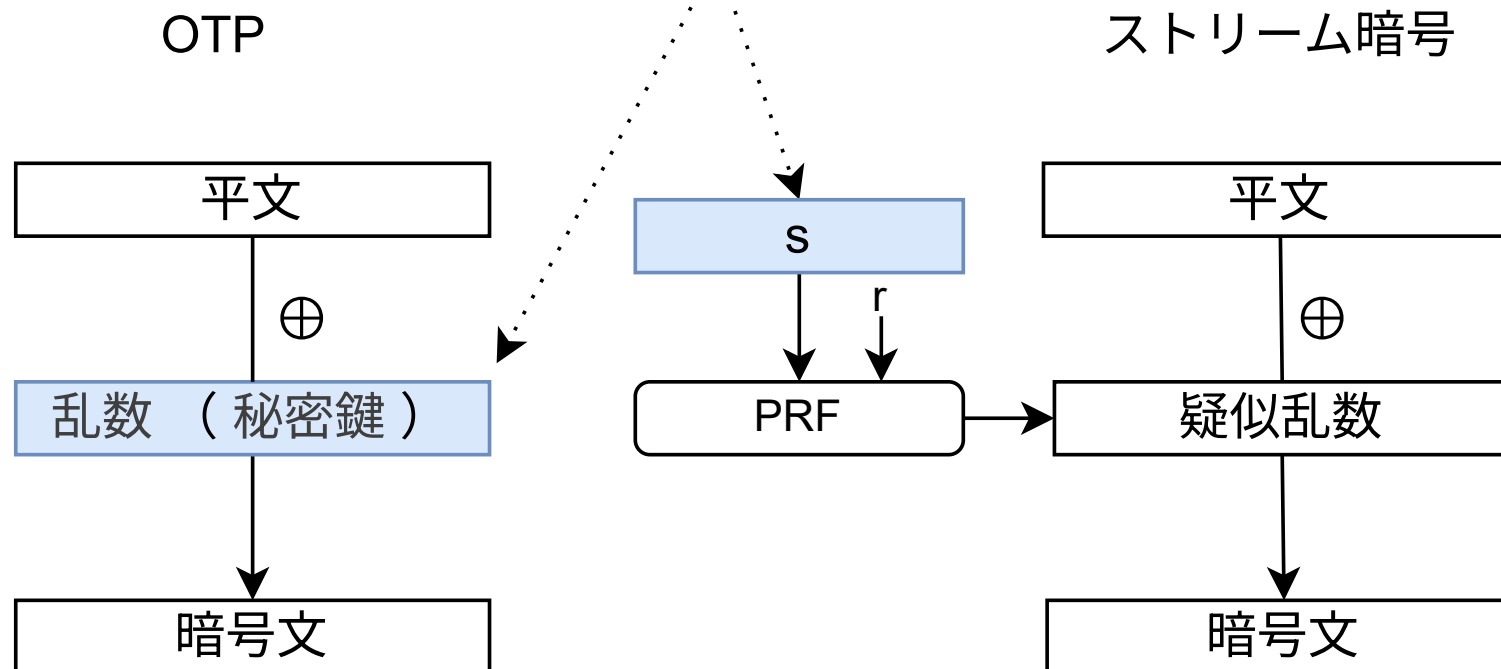 OTP
ストリーム暗号
平文
s
平文
r
乱数 （秘密鍵）
PRF
疑似乱数
暗号文
暗号文